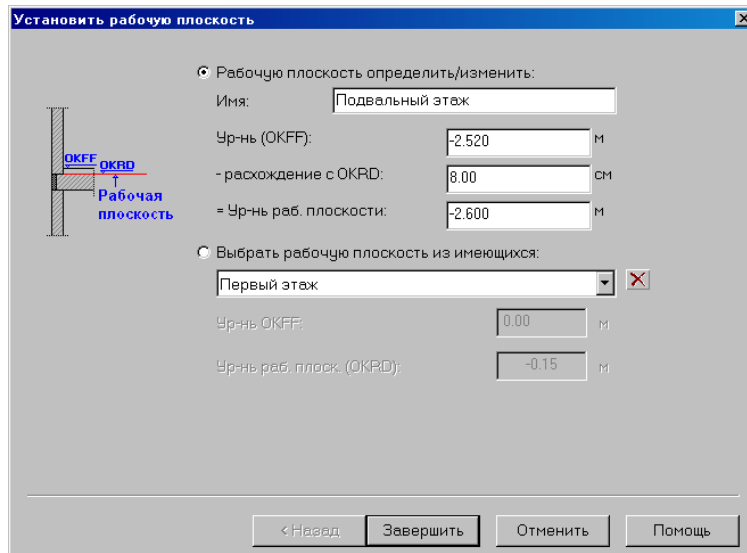 Установить рабочую плоскость
Рабочую плоскость определить/изменить:
Имя: Подвальный этаж
Ур-нь (OKFF): -2.520 м
- расхождение с OKRD: 8.00 см
= Ур-нь раб. плоскости: -2.600 м
OKFF OKRD
Рабочая
плоскость
Выбрать рабочую плоскость из имеющихся:
Первый этаж
Ур-нь OKFF: 0.00 м
Ур-нь раб. плоск. (OKRD): -0.15 м
< Назад Завершить Отменить Помощь